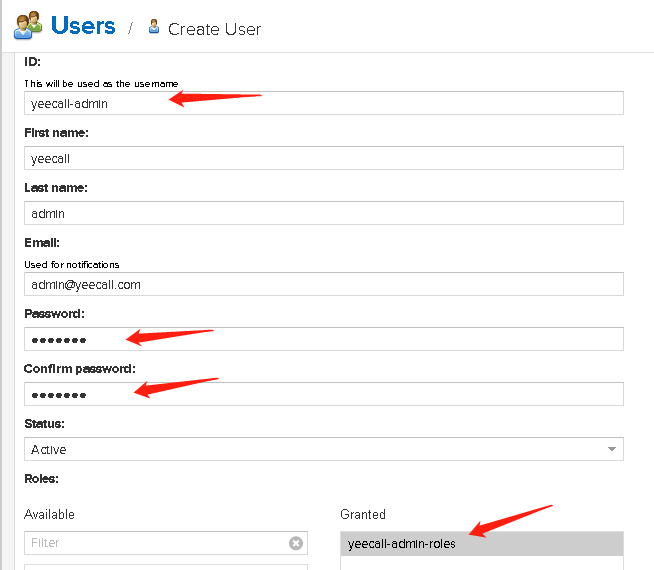 Users / Create User
ID:
This will be used as the username
yeecall-admin
First name:
yeecall
Last name:
admin
Email:
Used for notifications
admin@yeecall.com
Password:
●●●●●●●
Confirm password:
●●●●●●●
Status:
Active
Roles:
Available Granted
Filter yeecall-admin-roles